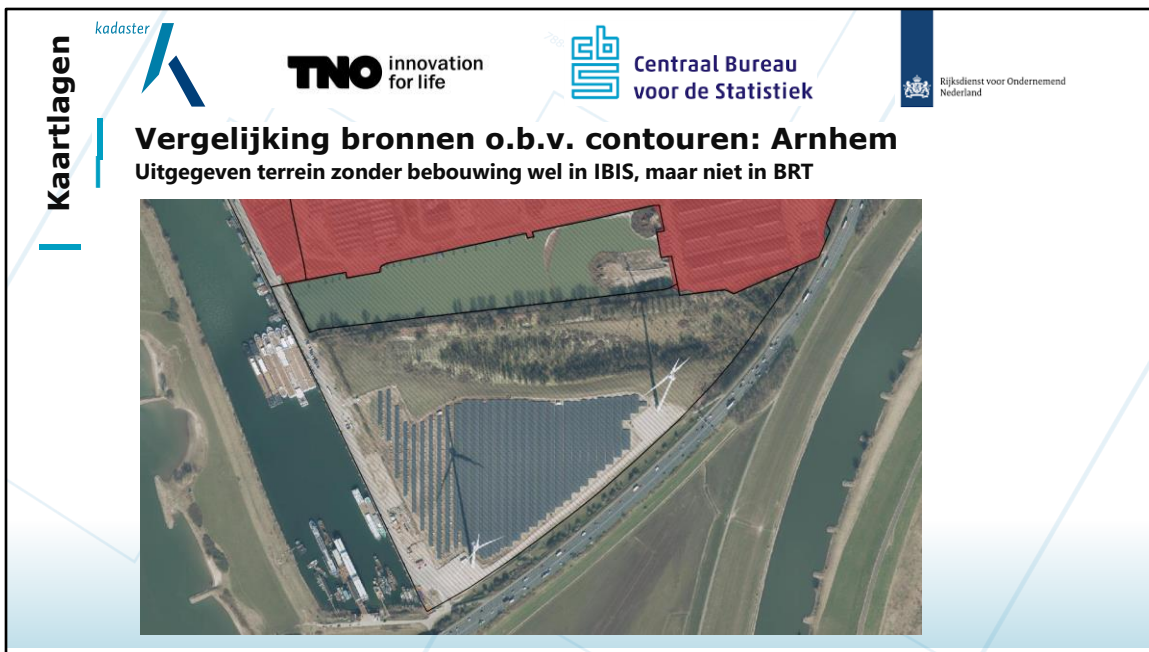 Kaartlagen
kadaster
TNO innovation
for life
Centraal Bureau
voor de Statistiek
Rijksdienst voor Ondernemend
Nederland
Vergelijking bronnen o.b.v. contouren: Arnhem
Uitgegeven terrein zonder bebouwing wel in IBIS, maar niet in BRT